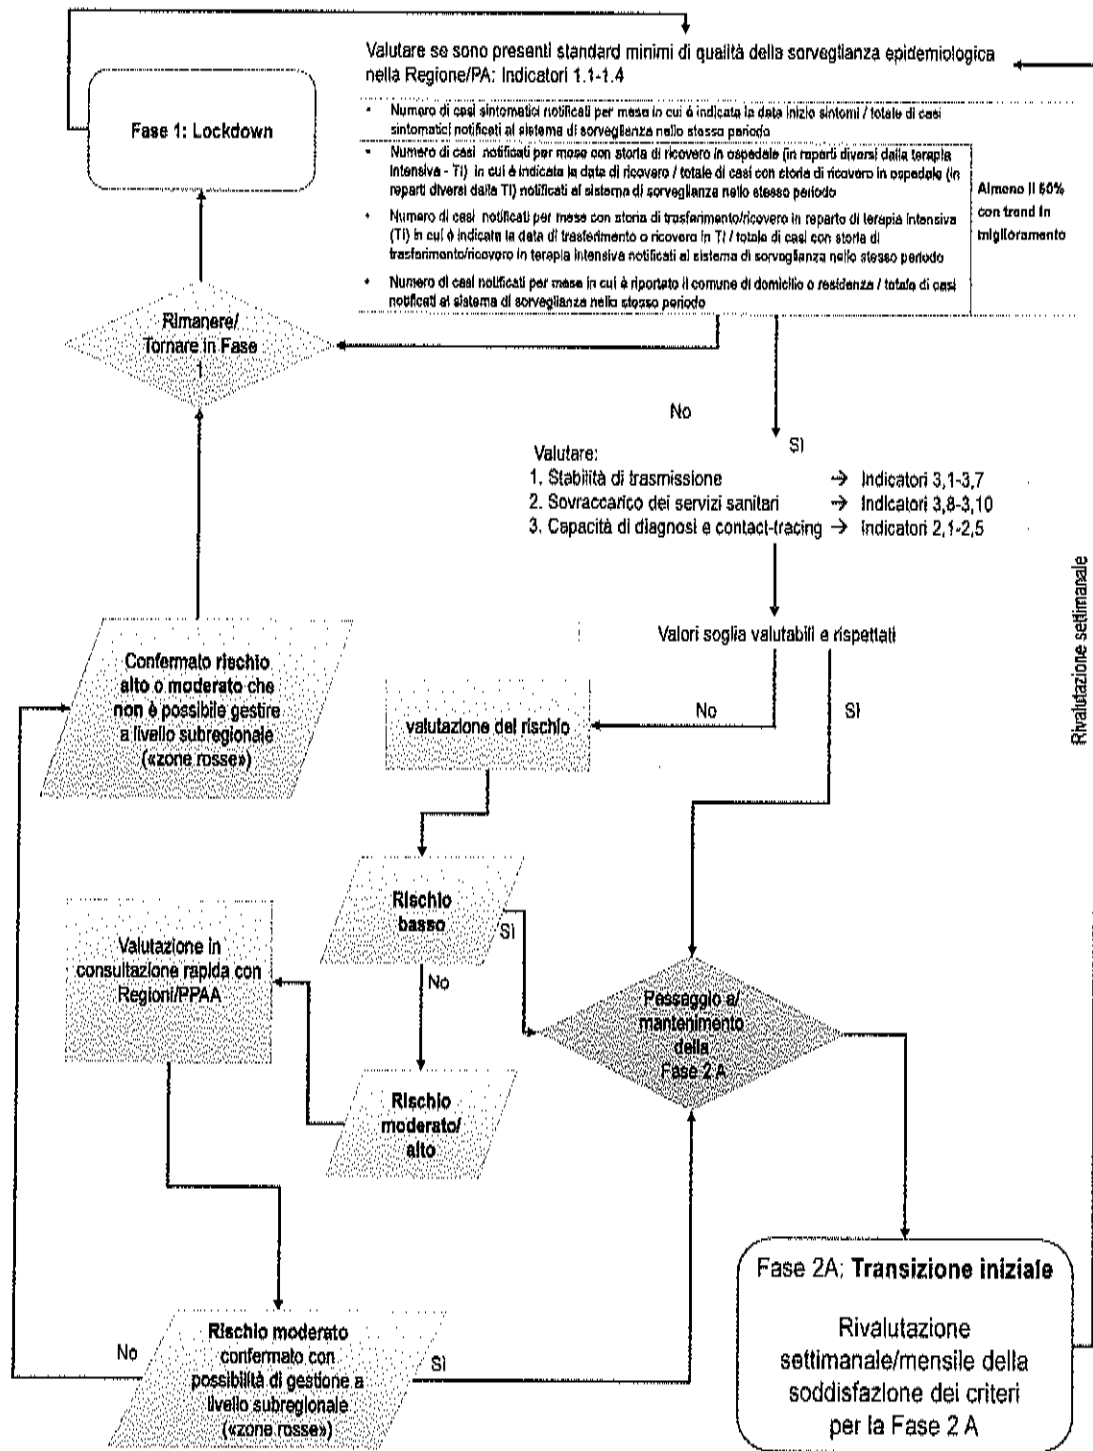 Valutare se sono presenti standard minimi di qualità della sorveglianza epidemiologica
nella Regione/PA: Indicatori 1.1-1.4
Fase 1: Lockdown
• Numero di casi sintomatici notificati per mese in cui è indicata la data inizio sintomi / totale di casi
sintomatici notificati al sistema di sorveglianza nello stesso periodo
• Numero di casi notificati per mese con storia di ricovero in ospedale (in reparti diversi dalla terapia
intensiva - TI) in cui è indicata la data di ricovero / totale di casi con storia di ricovero in ospedale (in
reparti diversi dalla TI) notificati al sistema di sorveglianza nello stesso periodo
• Numero di casi notificati per mese con storia di trasferimento/ricovero in reparto di terapia intensiva
(TI) in cui è indicata la data di trasferimento o ricovero in TI / totale di casi con storia di
trasferimento/ricovero in terapia intensiva notificati al sistema di sorveglianza nello stesso periodo
• Numero di casi notificati per mese in cui è riportato il comune di domicilio o residenza / totale di casi
notificati al sistema di sorveglianza nello stesso periodo
Almeno il 60%
con trend in
miglioramento
Rimanere/
Tornare in Fase
1
No
Sì
Valutare:
1. Stabilità di trasmissione → Indicatori 3,1-3,7
2. Sovraccarico dei servizi sanitari → Indicatori 3,8-3,10
3. Capacità di diagnosi e contact-tracing → Indicatori 2,1-2,5
Rivalutazione settimanale
Valori soglia valutabili e rispettati
Confermato rischio
alto o moderato che
non è possibile gestire
a livello subregionale
(«zone rosse»)
valutazione del rischio
No
Sì
Rischio
basso
Sì
No
Valutazione in
consultazione rapida con
Regioni/PPAA
Passaggio a/
mantenimento
della
Fase 2 A
Rischio
moderato/
alto
Fase 2A: Transizione iniziale
Rivalutazione
settimanale/mensile della
soddisfazione dei criteri
per la Fase 2 A
No
Rischio moderato
confermato con
possibilità di gestione a
livello subregionale
(«zone rosse»)
Sì